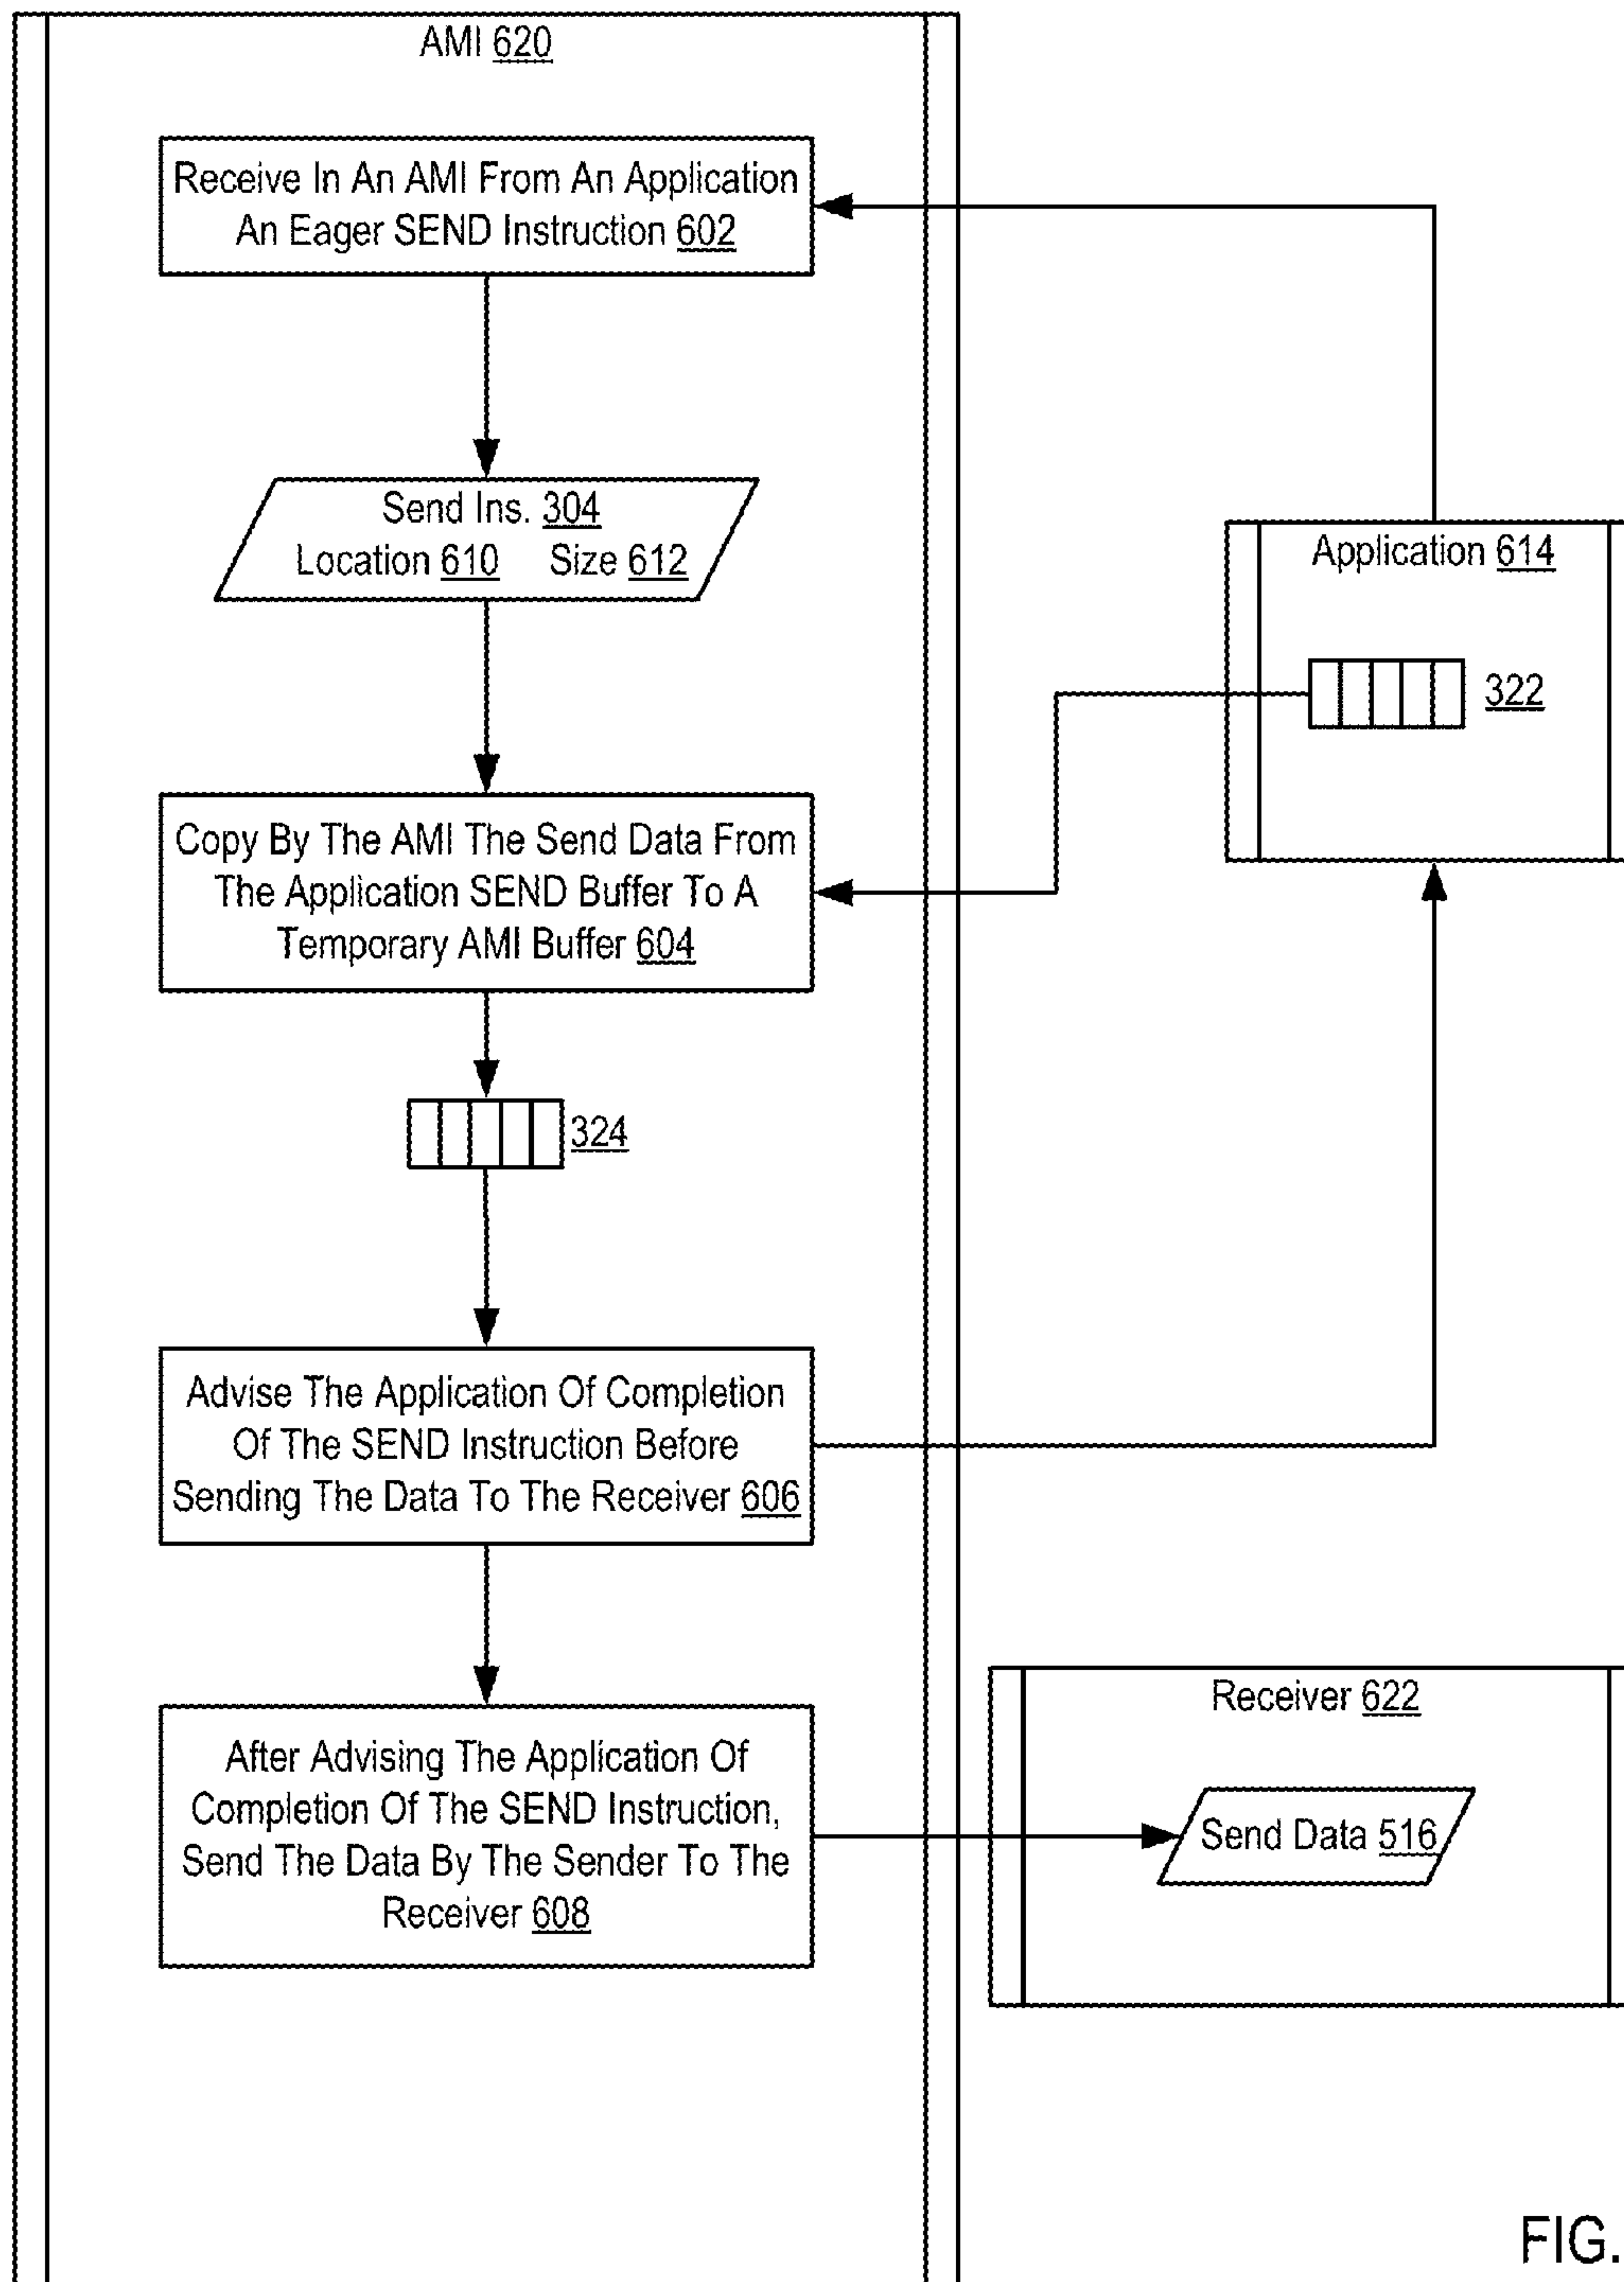 AMI 620
Receive In An AMI From An Application
An Eager SEND Instruction 602
Send Ins. 304
Location 610 Size 612
Application 614
322
Copy By The AMI The Send Data From
The Application SEND Buffer To A
Temporary AMI Buffer 604
324
Advise The Application Of Completion
Of The SEND Instruction Before
Sending The Data To The Receiver 606
Receiver 622
After Advising The Application Of
Completion Of The SEND Instruction,
Send The Data By The Sender To The
Receiver 608
Send Data 516
FIG.